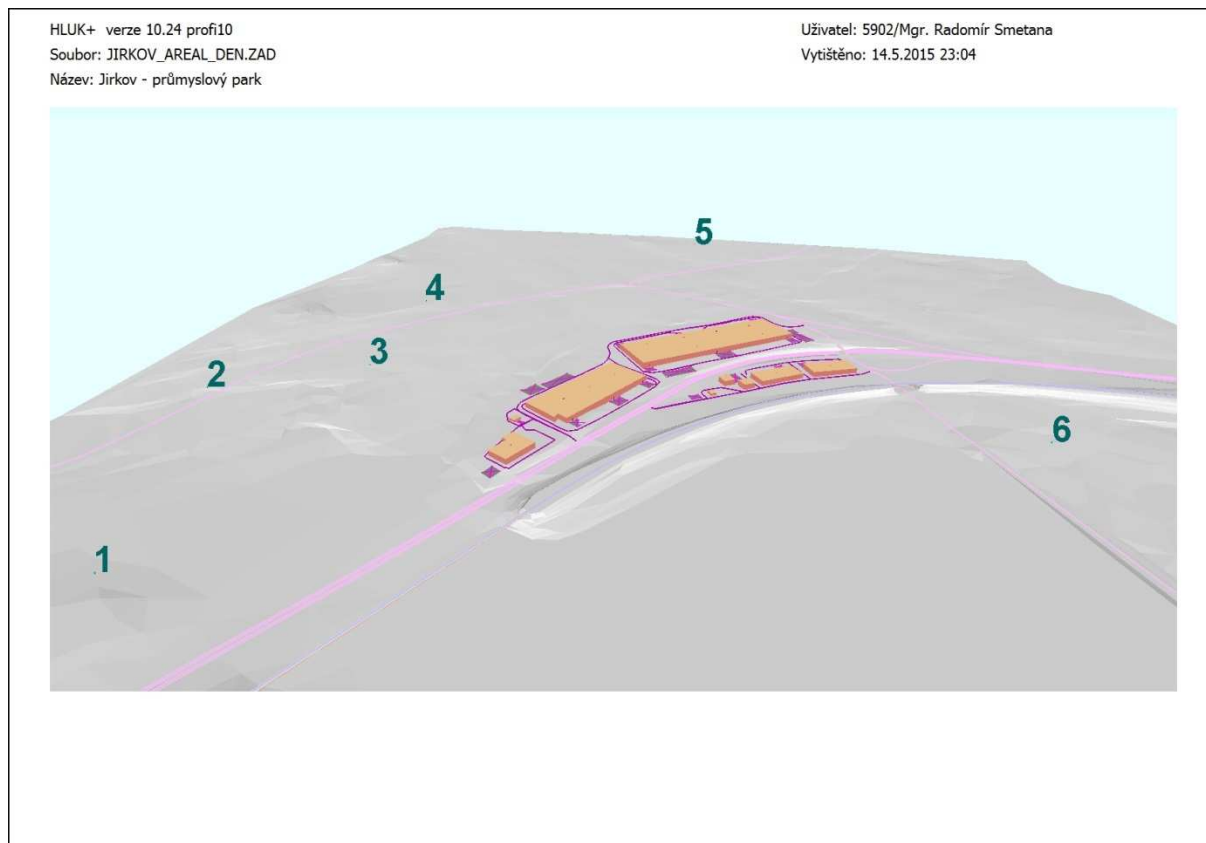 HLUK+ verze 10.24 profi10
Soubor: JIRKOV_AREAL_DEN.ZAD
Název: Jirkov - průmyslový park
Uživatel: 5902/Mgr. Radomír Smetana
Vytištěno: 14.5.2015 23:04
5
4
3
2
6
1